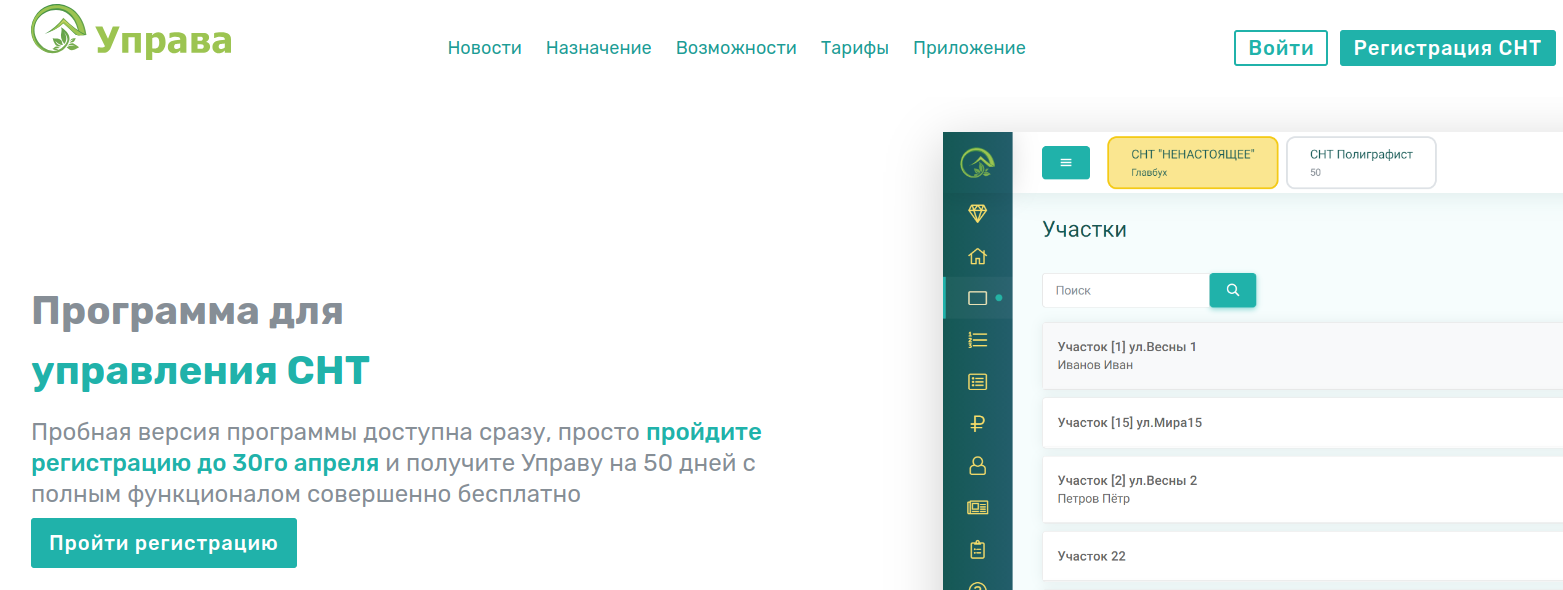 Управа
Новости Назначение Возможности Тарифы Приложение
Войти Регистрация СНТ
Программа для
управления СНТ
Пробная версия программы доступна сразу, просто пройдите
регистрацию до 30го апреля и получите Управу на 50 дней с
полным функционалом совершенно бесплатно
Пройти регистрацию
СНТ "НЕНАСТОЯЩЕЕ"
Главбух
СНТ Полиграфист
50
Участки
Поиск
Участок [1] ул.Весны 1
Иванов Иван
Участок [15] ул.Мира15
Участок [2] ул.Весны 2
Петров Пётр
Участок 22